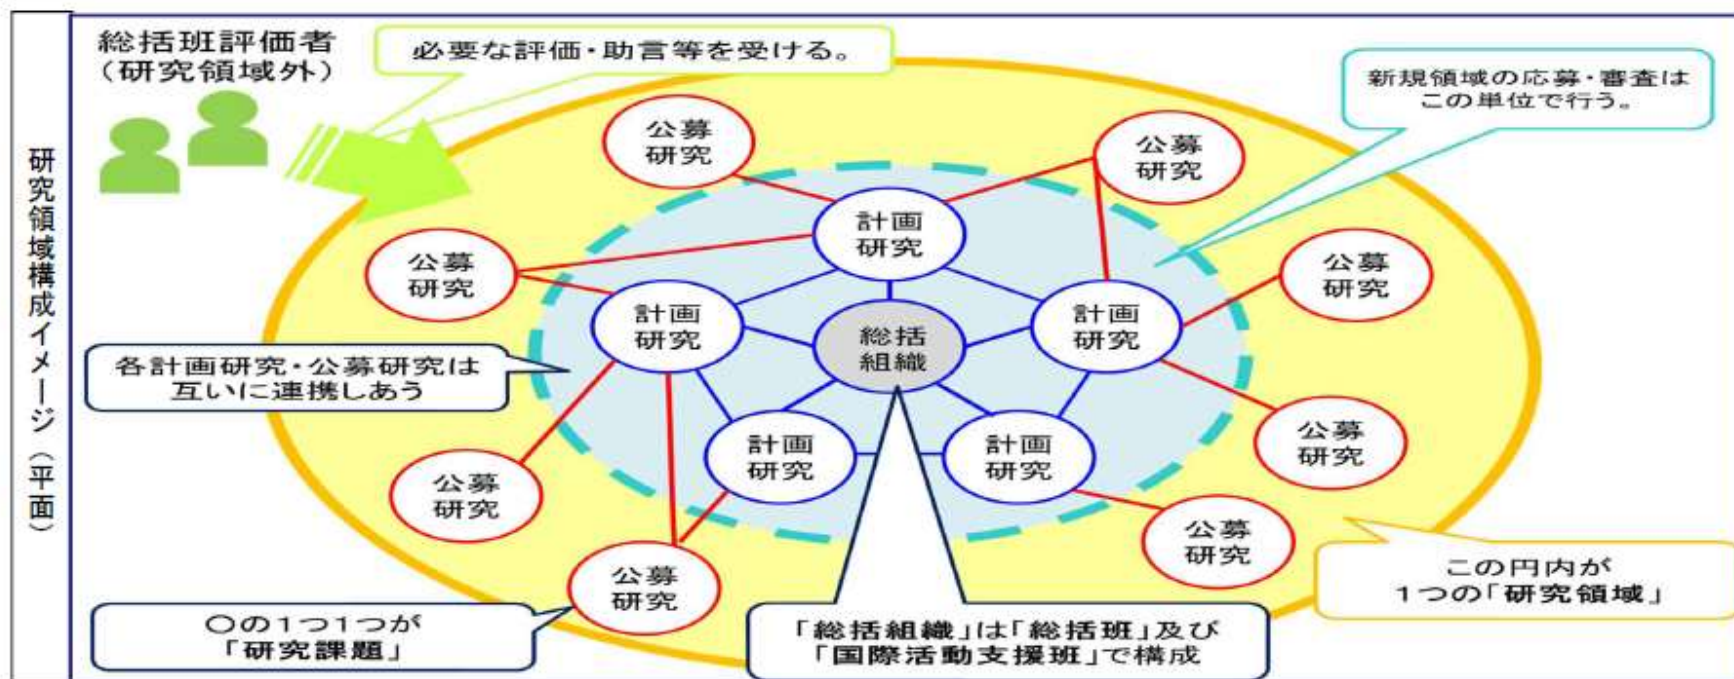 研究領域構成イメージ(平面)
総括班評価者
(研究領域外)
必要な評価・助言等を受ける。
新規領域の応募・審査は
この単位で行う。
公募
研究
公募
研究
計画
研究
公募
研究
公募
研究
計画
研究
総括
組織
計画
研究
各計画研究・公募研究は
互いに連携しあう
計画
研究
計画
研究
公募
研究
公募
研究
公募
研究
公募
研究
この円内が
1つの「研究領域」
〇の1つ1つが
「研究課題」
「総括組織」は「総括班」及び
「国際活動支援班」で構成